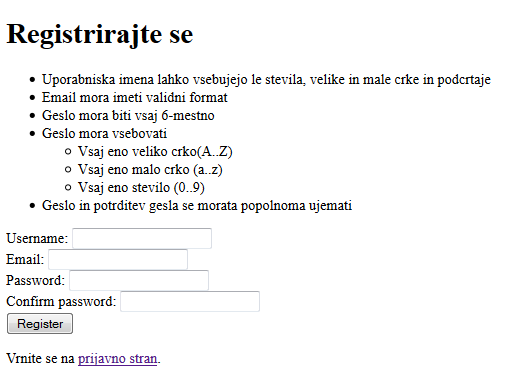 Registrirajte se
Uporabniska imena lahko vsebujejo le stevila, velike in male crke in podcrtaje
Email mora imeti validni format
Geslo mora biti vsaj 6-mestno
Geslo mora vsebovati
Vsaj eno veliko crko(A..Z)
Vsaj eno malo crko (a..z)
Vsaj eno stevilo (0..9)
Geslo in potrditev gesla se morata popolnoma ujemati
Username:
Email:
Password:
Confirm password:
Register
Vrnite se na prijavno stran.